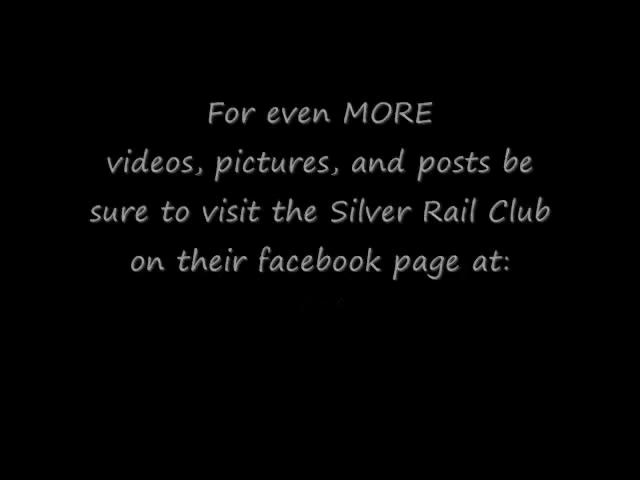 For even MORE
videos, pictures, and posts be
sure to visit the Silver Rail Club
on their facebook page at: